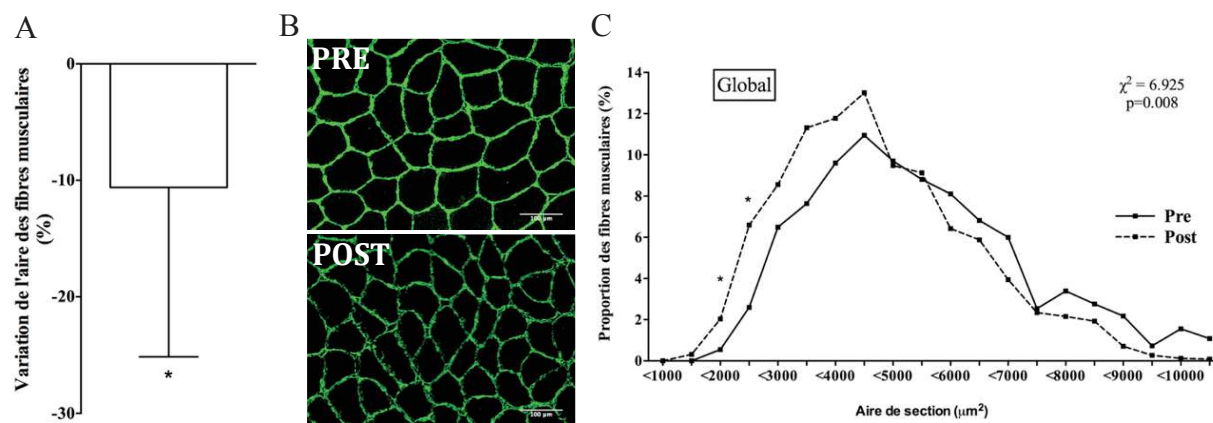 A
Variation de l'aire des fibres musculaires
(%)
0
-10
-20
-30
*
B
PRE
100 µm
POST
100 µm
C
Proportion des fibres musculaires (%)
14
12
10
8
6
4
2
0
Global
χ² = 6.925
p=0.008
*
*
Pre
Post
<1000 <2000 <3000 <4000 <5000 <6000 <7000 <8000 <9000 <10000
Aire de section (µm²)